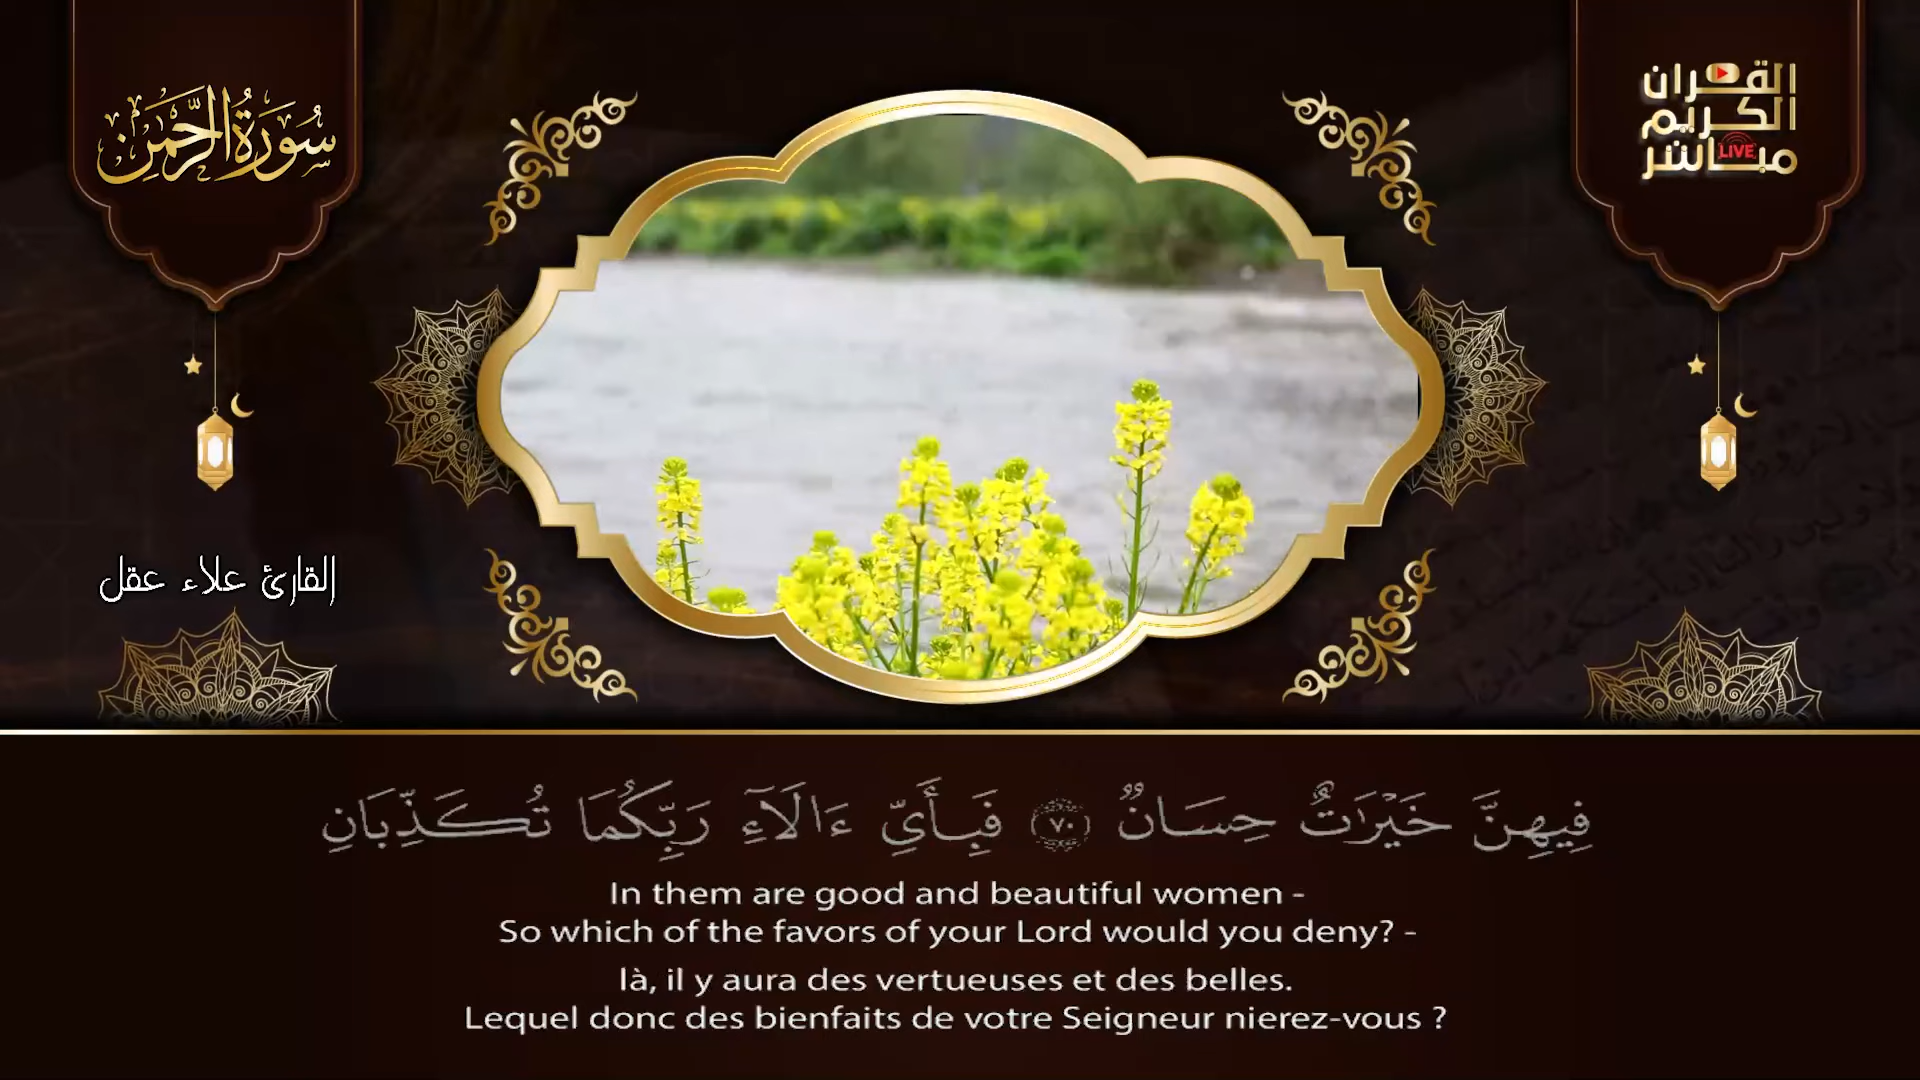 سُورَةُ الرَّحْمَٰنِ
القرآن
الكريم
مباشر
LIVE
القارئ علاء عقل
فِيهِنَّ خَيْرَٰتٌ حِسَانٌ ٧٠ فَبِأَيِّ ءَالَآءِ رَبِّكُمَا تُكَذِّبَانِ
In them are good and beautiful women -
So which of the favors of your Lord would you deny? -
là, il y aura des vertueuses et des belles.
Lequel donc des bienfaits de votre Seigneur nierez-vous ?